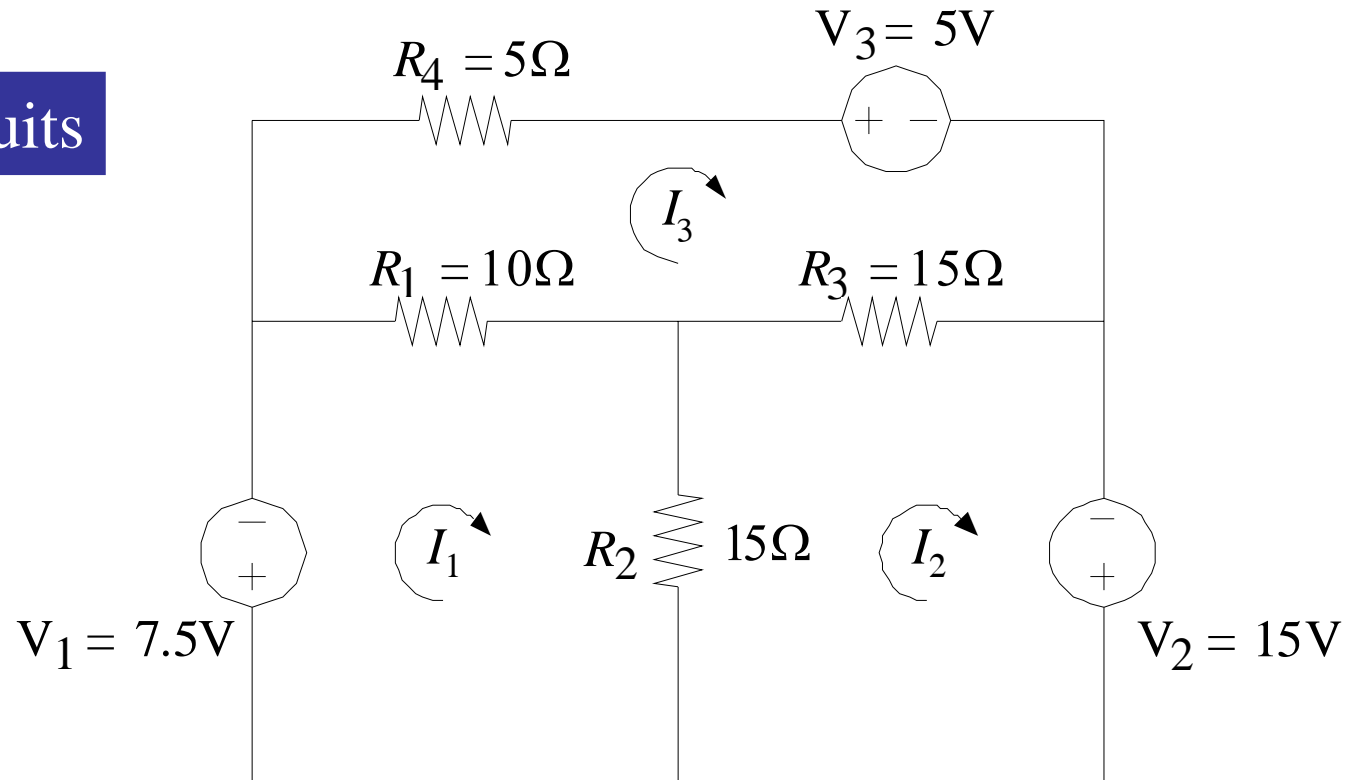 V3 = 5V
R4 = 5Ω
uits
I3
R1 = 10Ω
R3 = 15Ω
+ −
−
+
I1
R2
15Ω
I2
−
+
V1 = 7.5V
V2 = 15V